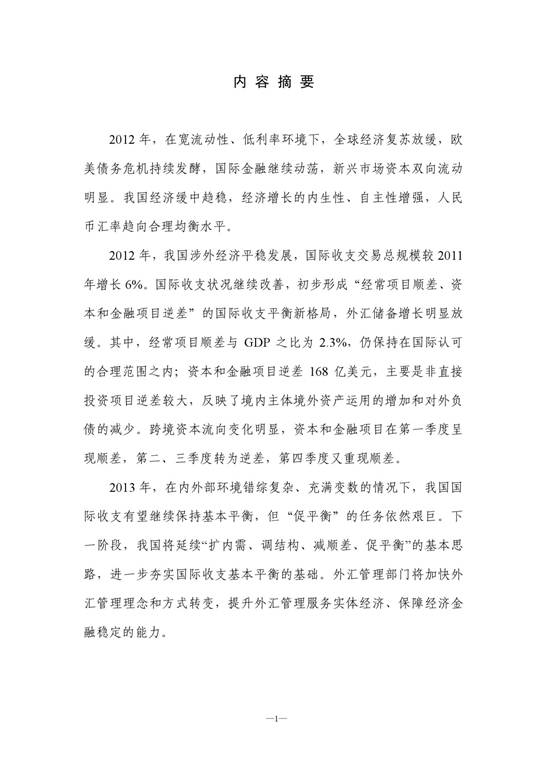 内 容 摘 要
2012 年，在宽流动性、低利率环境下，全球经济复苏放缓，欧
美债务危机持续发酵，国际金融继续动荡，新兴市场资本双向流动
明显。我国经济缓中趋稳，经济增长的内生性、自主性增强，人民
币汇率趋向合理均衡水平。
2012 年，我国涉外经济平稳发展，国际收支交易总规模较 2011
年增长 6%。国际收支状况继续改善，初步形成“经常项目顺差、资
本和金融项目逆差”的国际收支平衡新格局，外汇储备增长明显放
缓。其中，经常项目顺差与 GDP 之比为 2.3%，仍保持在国际认可
的合理范围之内；资本和金融项目逆差 168 亿美元，主要是非直接
投资项目逆差较大，反映了境内主体境外资产运用的增加和对外负
债的减少。跨境资本流向变化明显，资本和金融项目在第一季度呈
现顺差，第二、三季度转为逆差，第四季度又重现顺差。
2013 年，在内外部环境错综复杂、充满变数的情况下，我国国
际收支有望继续保持基本平衡，但“促平衡”的任务依然艰巨。下
一阶段，我国将延续“扩内需、调结构、减顺差、促平衡”的基本思
路，进一步夯实国际收支基本平衡的基础。外汇管理部门将加快外
汇管理理念和方式转变，提升外汇管理服务实体经济、保障经济金
融稳定的能力。
—1—